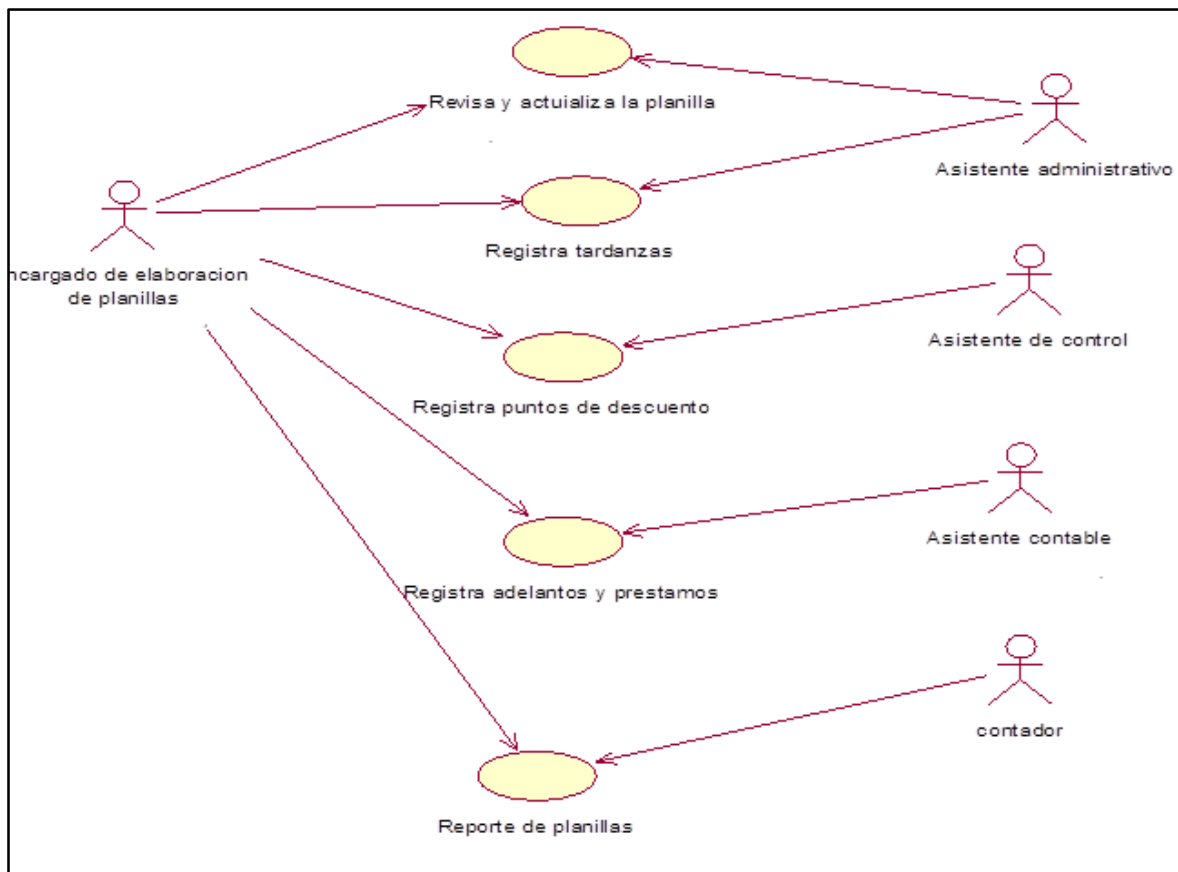 Revisa y actuializa la planilla
Asistente administrativo
Registra tardanzas
ncargado de elaboracion
de planillas
Asistente de control
Registra puntos de descuento
Asistente contable
Registra adelantos y prestamos
contador
Reporte de planillas